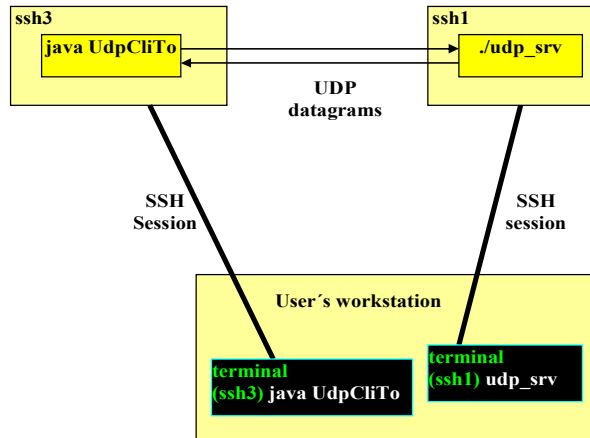 ssh3
java UdpCliTo
ssh1
./udp_srv
UDP
datagrams
SSH
Session
SSH
session
User´s workstation
terminal
(ssh3) java UdpCliTo
terminal
(ssh1) udp_srv